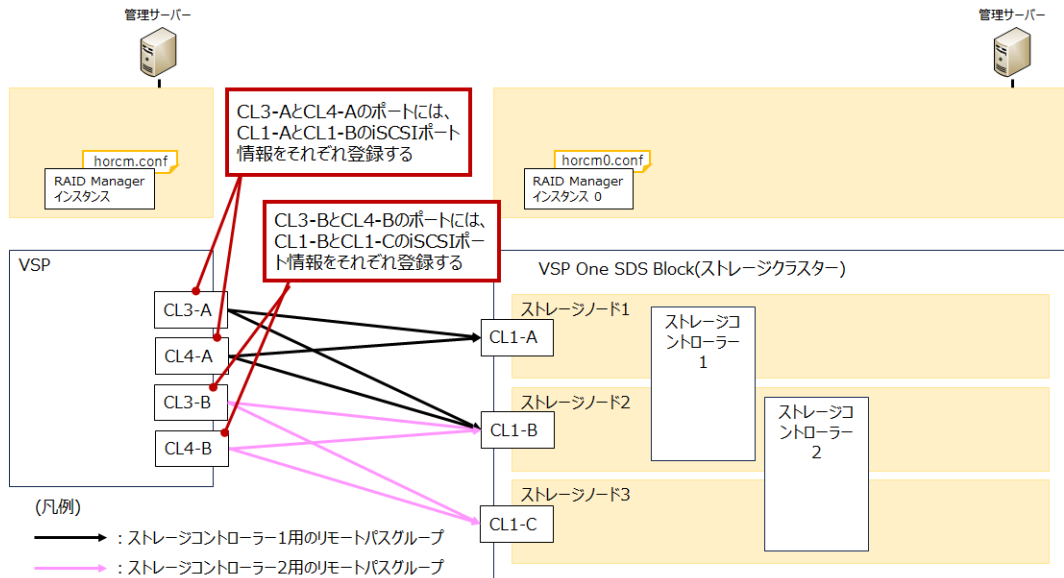 管理サーバー
管理サーバー
CL3-AとCL4-Aのポートには、
CL1-AとCL1-BのiSCSIポート
情報をそれぞれ登録する
horcm.conf
RAID Manager
インスタンス
horcm0.conf
RAID Manager
インスタンス 0
CL3-BとCL4-Bのポートには、
CL1-BとCL1-CのiSCSIポー
ト情報をそれぞれ登録する
VSP
VSP One SDS Block(ストレージクラスター)
CL3-A
CL4-A
CL3-B
CL4-B
ストレージノード1
CL1-A
ストレージコ
ントローラー
1
ストレージノード2
CL1-B
ストレージコ
ントローラー
2
ストレージノード3
CL1-C
(凡例)
：ストレージコントローラー1用のリモートパスグループ
：ストレージコントローラー2用のリモートパスグループ